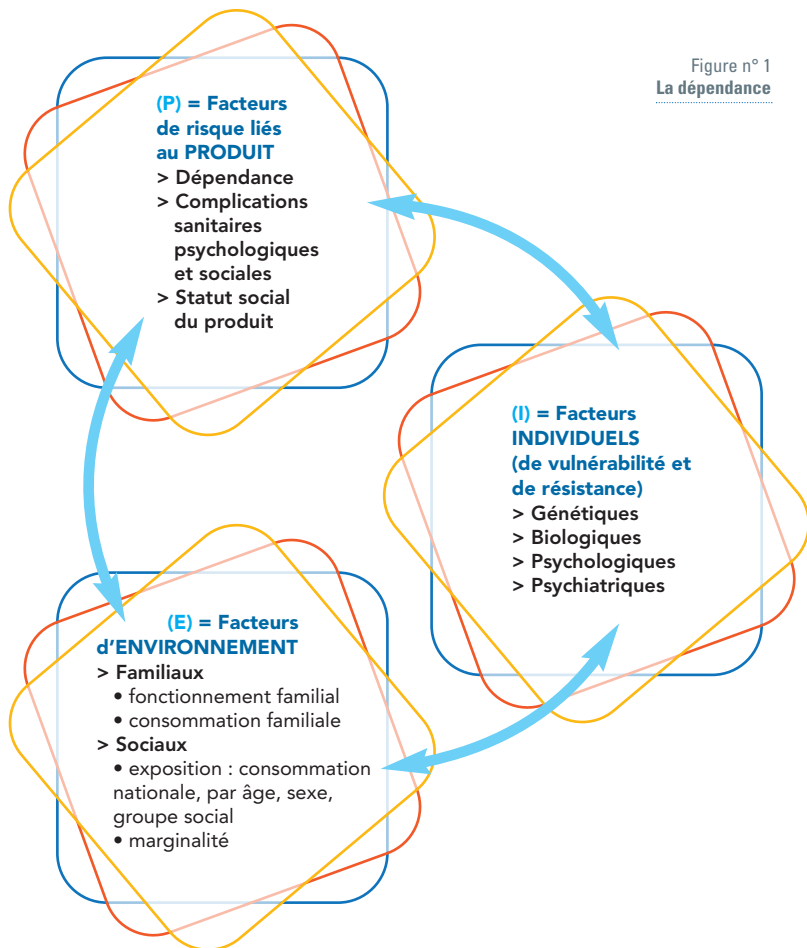 Figure n° 1
La dépendance
(P) = Facteurs
de risque liés
au PRODUIT
> Dépendance
> Complications
sanitaires
psychologiques
et sociales
> Statut social
du produit
(I) = Facteurs
INDIVIDUELS
(de vulnérabilité et
de résistance)
> Génétiques
> Biologiques
> Psychologiques
> Psychiatriques
(E) = Facteurs
d’ENVIRONNEMENT
> Familiaux
• fonctionnement familial
• consommation familiale
> Sociaux
• exposition : consommation
nationale, par âge, sexe,
groupe social
• marginalité